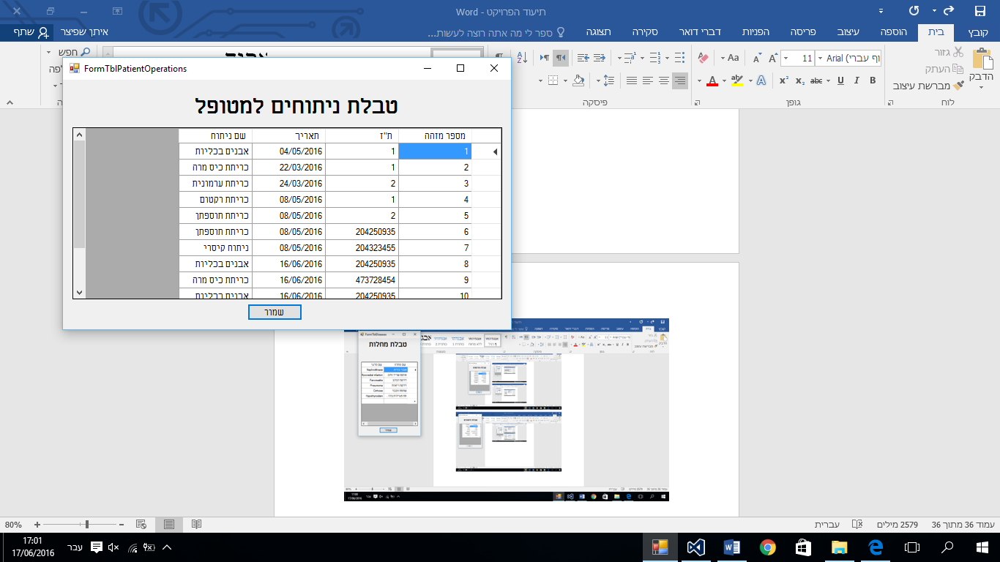 תיעוד הפרויקט - Word
קובץ
בית
הוספה
עיצוב
פריסה
הפניות
דברי דואר
סקירה
תצוגה
ספר לי מה אתה רוצה לעשות...
איתך שפיצר
שתף
הדבק
גזור
העתק
מברשת עיצוב
לוח
11
גופן
פיסקה
חפש
FormTblPatientOperations
טבלת ניתוחים למטופל
מספר מזהה ת"ז תאריך שם ניתוח
1 1 04/05/2016 אבנים בכליות
2 1 22/03/2016 כריתת כיס מרה
3 2 24/03/2016 כריתת ערמונית
4 1 08/05/2016 כריתת רקטום
5 2 08/05/2016 כריתת תוספתן
6 204250935 08/05/2016 כריתת תוספתן
7 204323455 08/05/2016 ניתוח קיסרי
8 204250935 16/06/2016 אבנים בכליות
9 473728454 16/06/2016 כריתת כיס מרה
10 204250935 16/06/2016 אבנים בכליות
שמור
FormTblDiseases
טבלת מחלות
עמוד 36 מתוך 36
2579 מילים
עברית
80%
עבר
17:01
17/06/2016